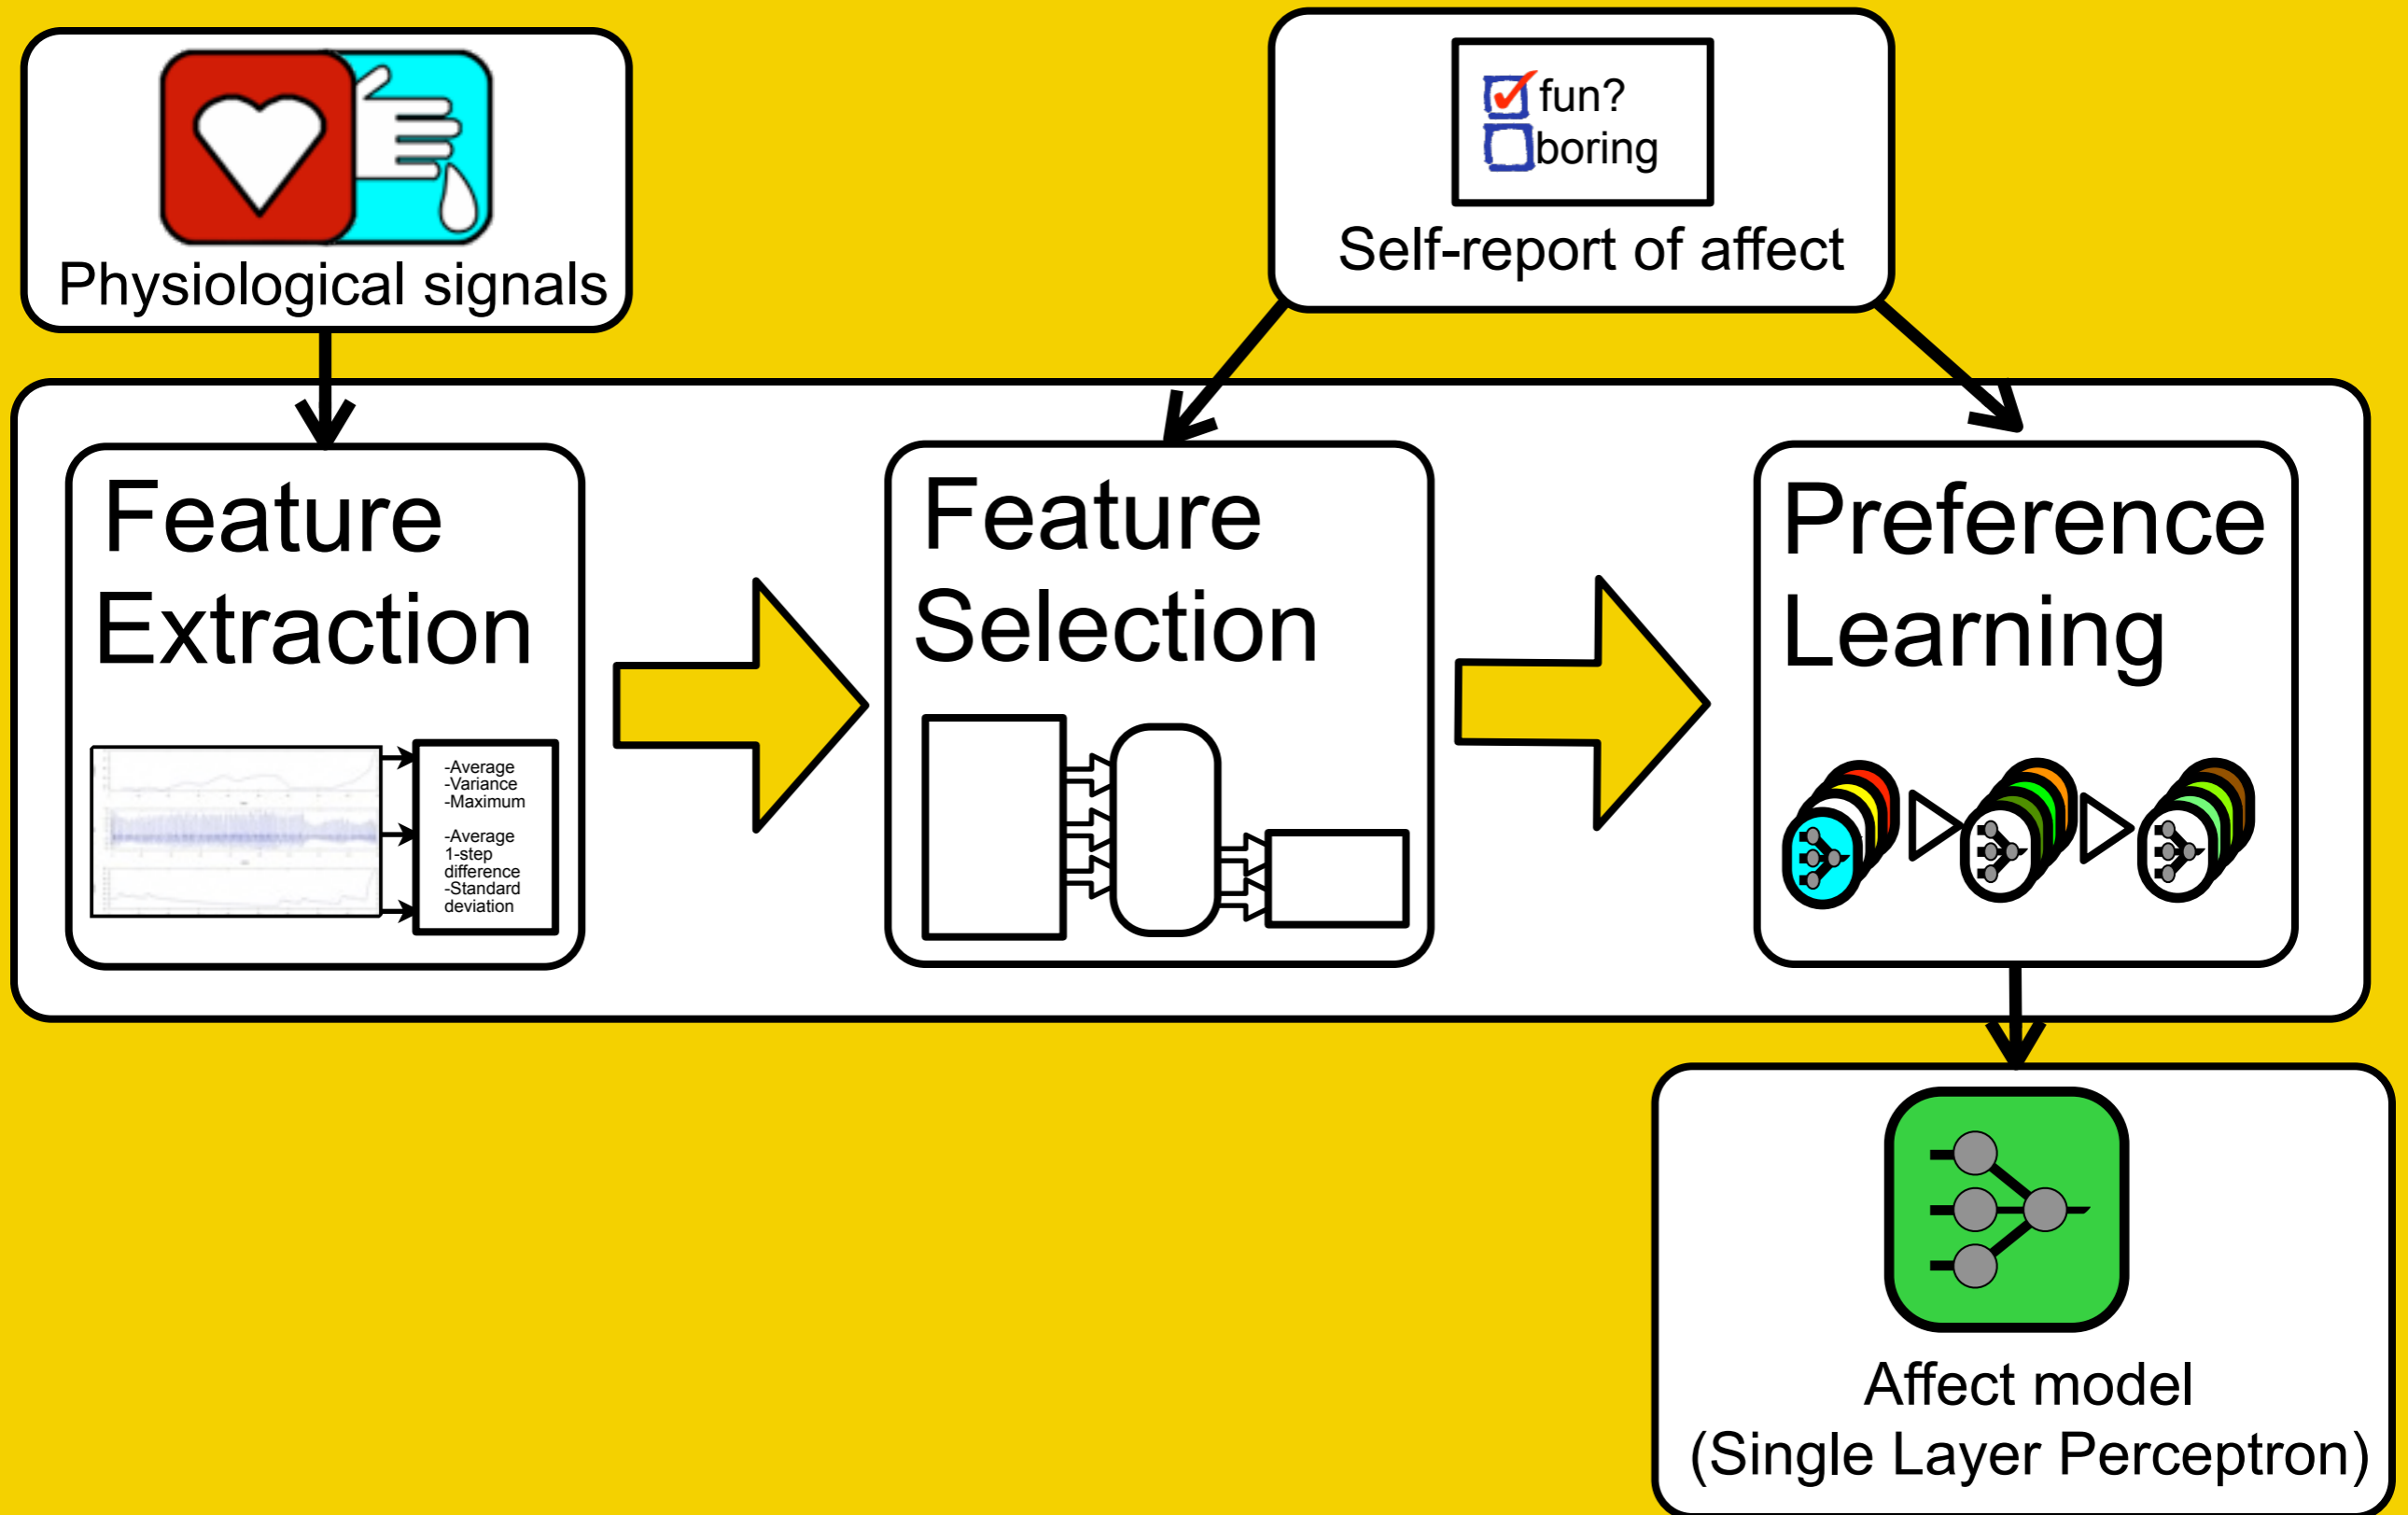 fun?
boring
Physiological signals
Self-report of affect
Feature
Extraction
-Average
-Variance
-Maximum
-Average
1-step
difference
-Standard
deviation
Feature
Selection
Preference
Learning
Affect model
(Single Layer Perceptron)